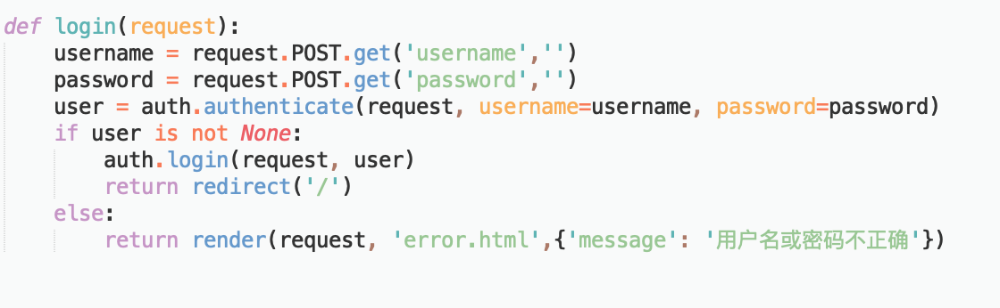 def login(request):
    username = request.POST.get('username','')
    password = request.POST.get('password','')
    user = auth.authenticate(request, username=username, password=password)
    if user is not None:
        auth.login(request, user)
        return redirect('/')
    else:
        return render(request, 'error.html',{'message': '用户名或密码不正确'})